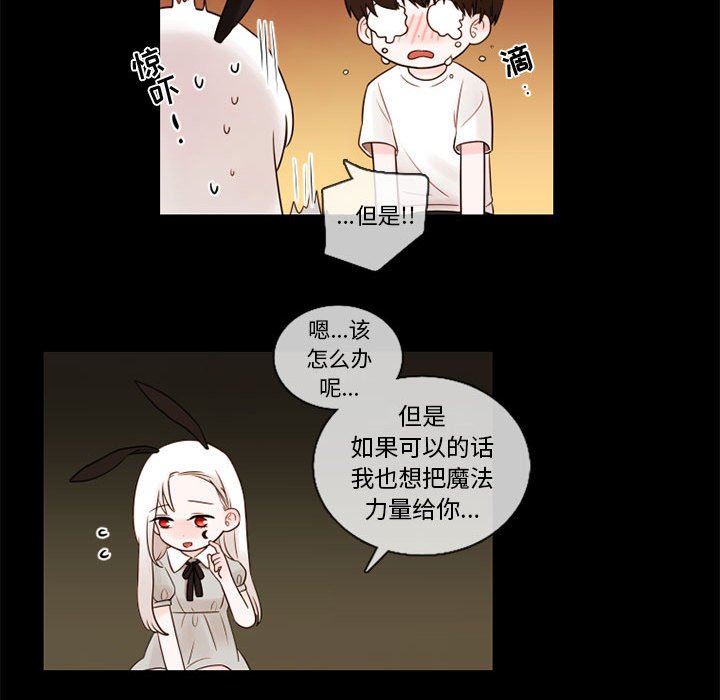 惊吓!
滴
...但是!!
嗯...该
怎么办
呢...
但是
如果可以的话
我也想把魔法
力量给你...